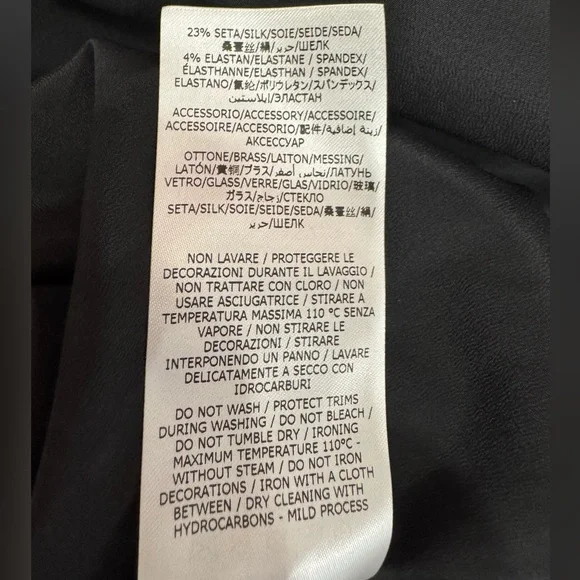 23% SETA/SILK/SOIE/SEIDE/SEDA/
桑蚕丝/絹/حرير/ШЕЛК
4% ELASTAN/ELASTANE / SPANDEX/
ÉLASTHANNE/ELASTHAN / SPANDEX/
ELASTANO/氨纶/ポリウレタン/スパンデックス/
إيلاستين/ЭЛАСТАН
ACCESSORIO/ACCESSORY/ACCESSOIRE/
ACCESSOIRE/ACCESORIO/配件/زينة إضافية/
АКСЕССУАР
OTTONE/BRASS/LAITON/MESSING/
LATÓN/黄铜/ブラス/نحاس أصفر/ЛАТУНЬ
VETRO/GLASS/VERRE/GLAS/VIDRIO/玻璃/
ガラス/زجاج/СТЕКЛО
SETA/SILK/SOIE/SEIDE/SEDA/桑蚕丝/絹/
حرير/ШЕЛК
NON LAVARE / PROTEGGERE LE
DECORAZIONI DURANTE IL LAVAGGIO /
NON TRATTARE CON CLORO / NON
USARE ASCIUGATRICE / STIRARE A
TEMPERATURA MASSIMA 110 °C SENZA
VAPORE / NON STIRARE LE
DECORAZIONI / STIRARE
INTERPONENDO UN PANNO / LAVARE
DELICATAMENTE A SECCO CON
IDROCARBURI
DO NOT WASH / PROTECT TRIMS
DURING WASHING / DO NOT BLEACH /
DO NOT TUMBLE DRY / IRONING
MAXIMUM TEMPERATURE 110°C -
WITHOUT STEAM / DO NOT IRON
DECORATIONS / IRON WITH A CLOTH
BETWEEN / DRY CLEANING WITH
HYDROCARBONS - MILD PROCESS